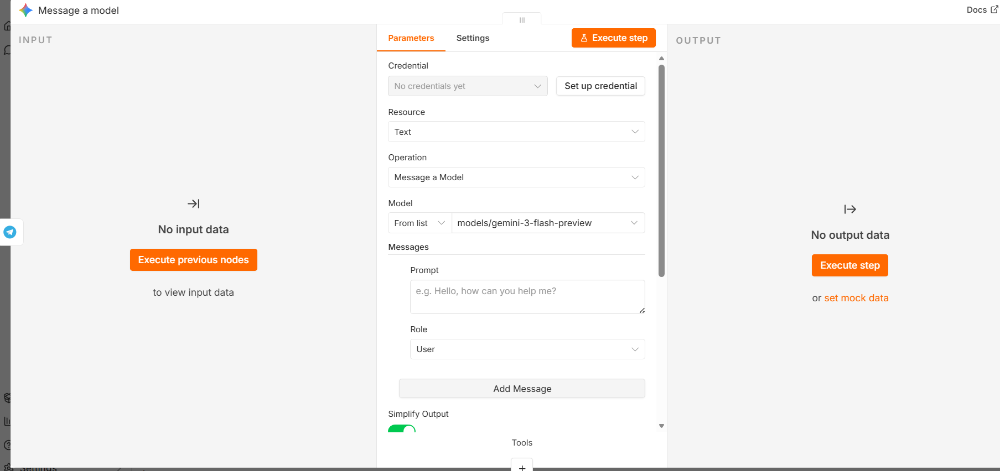 Message a model
Docs
INPUT
Parameters
Settings
Execute step
OUTPUT
Credential
No credentials yet
Set up credential
Resource
Text
Operation
Message a Model
Model
From list
models/gemini-3-flash-preview
Messages
Prompt
e.g. Hello, how can you help me?
Role
User
Add Message
Simplify Output
Tools
+
No input data
Execute previous nodes
to view input data
No output data
Execute step
or set mock data
Settings